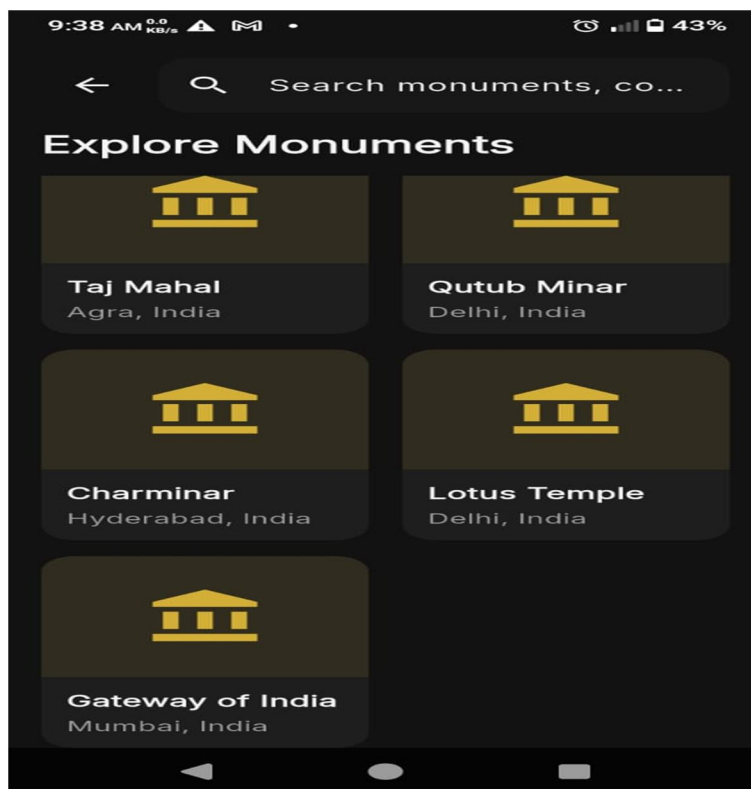 9:38 AM 0.0 KB/s 43%
Search monuments, co...
Explore Monuments
Taj Mahal
Agra, India
Qutub Minar
Delhi, India
Charminar
Hyderabad, India
Lotus Temple
Delhi, India
Gateway of India
Mumbai, India